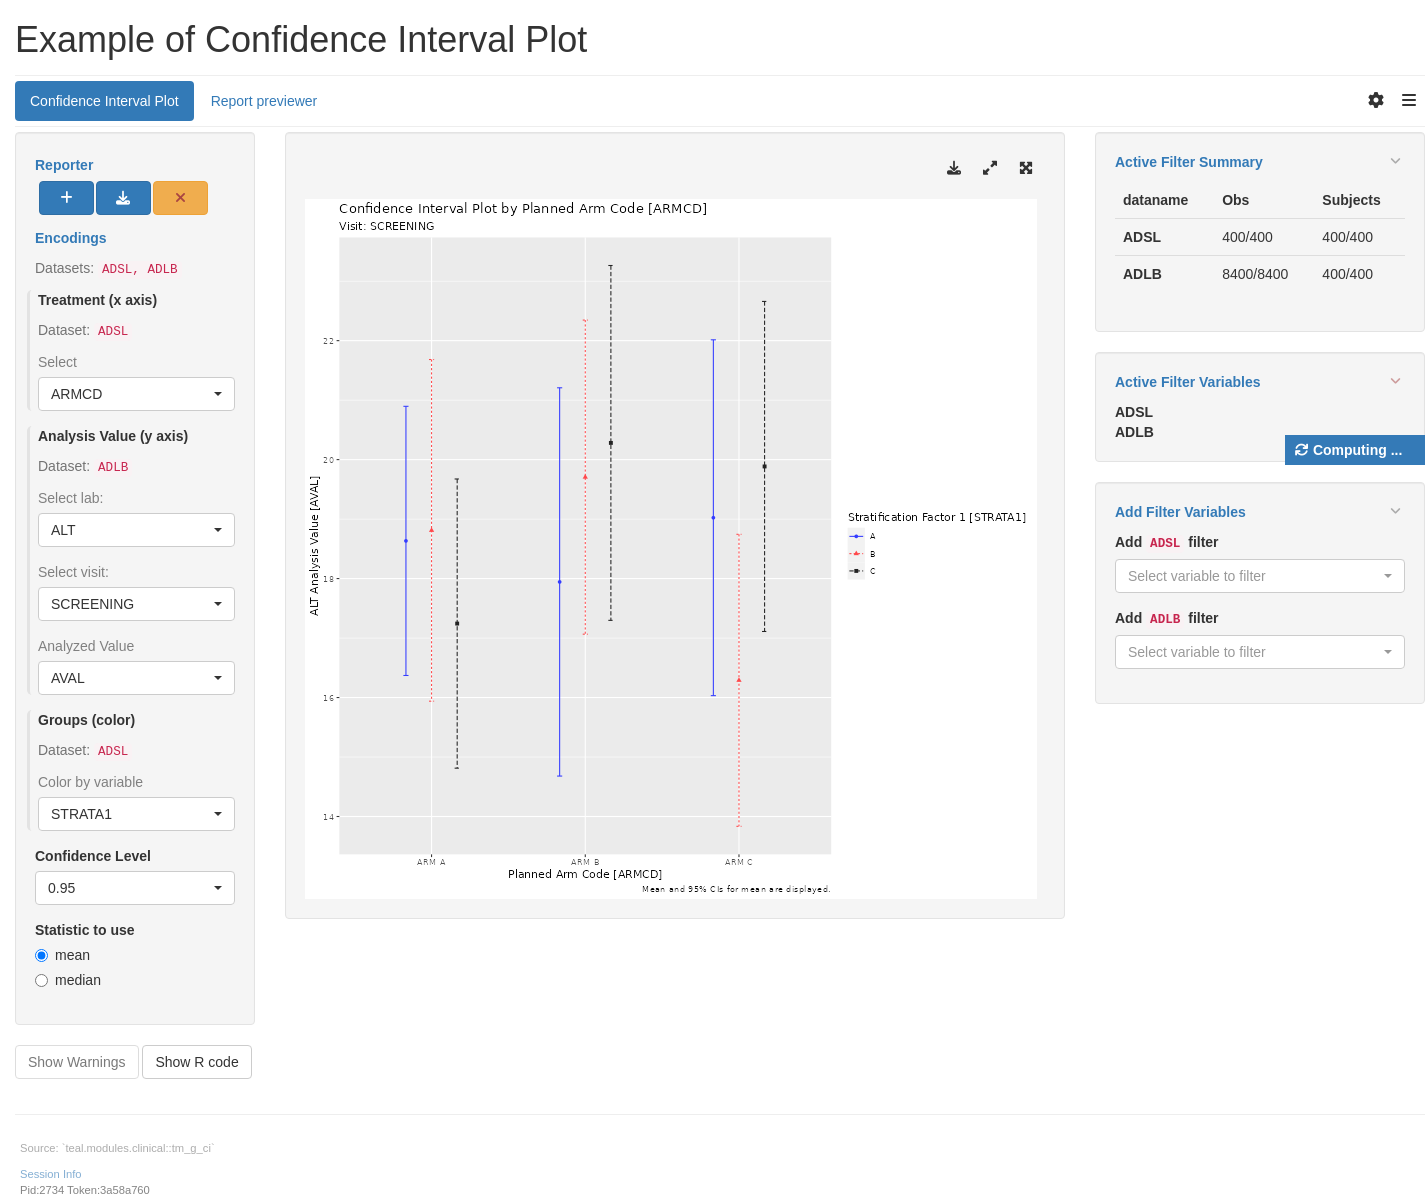 Example of Confidence Interval Plot
Confidence Interval Plot
Report previewer
Reporter
Encodings
Datasets: ADSL, ADLB
Treatment (x axis)
Dataset: ADSL
Select
ARMCD
Analysis Value (y axis)
Dataset: ADLB
Select lab:
ALT
Select visit:
SCREENING
Analyzed Value
AVAL
Groups (color)
Dataset: ADSL
Color by variable
STRATA1
Confidence Level
0.95
Statistic to use
mean
median
Show Warnings
Show R code
Confidence Interval Plot by Planned Arm Code [ARMCD]
Visit: SCREENING
ALT Analysis Value [AVAL]
22
20
18
16
14
ARM A
ARM B
ARM C
Planned Arm Code [ARMCD]
Mean and 95% CIs for mean are displayed.
Stratification Factor 1 [STRATA1]
A
B
C
Active Filter Summary
dataname Obs Subjects
ADSL 400/400 400/400
ADLB 8400/8400 400/400
Active Filter Variables
ADSL
ADLB
Computing ...
Add Filter Variables
Add ADSL filter
Select variable to filter
Add ADLB filter
Select variable to filter
Source: `teal.modules.clinical::tm_g_ci`
Session Info
Pid:2734 Token:3a58a760